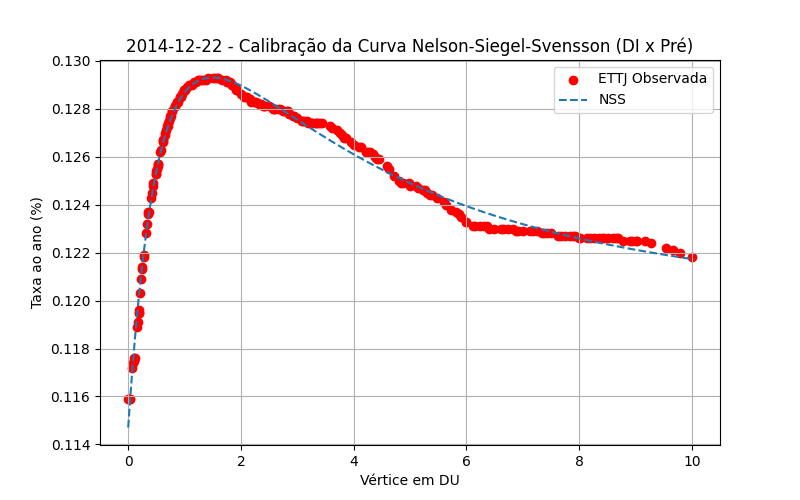 2014-12-22 - Calibração da Curva Nelson-Siegel-Svensson (DI x Pré)
ETTJ Observada
NSS
Taxa ao ano (%)
0.130
0.128
0.126
0.124
0.122
0.120
0.118
0.116
0.114
0 2 4 6 8 10
Vértice em DU